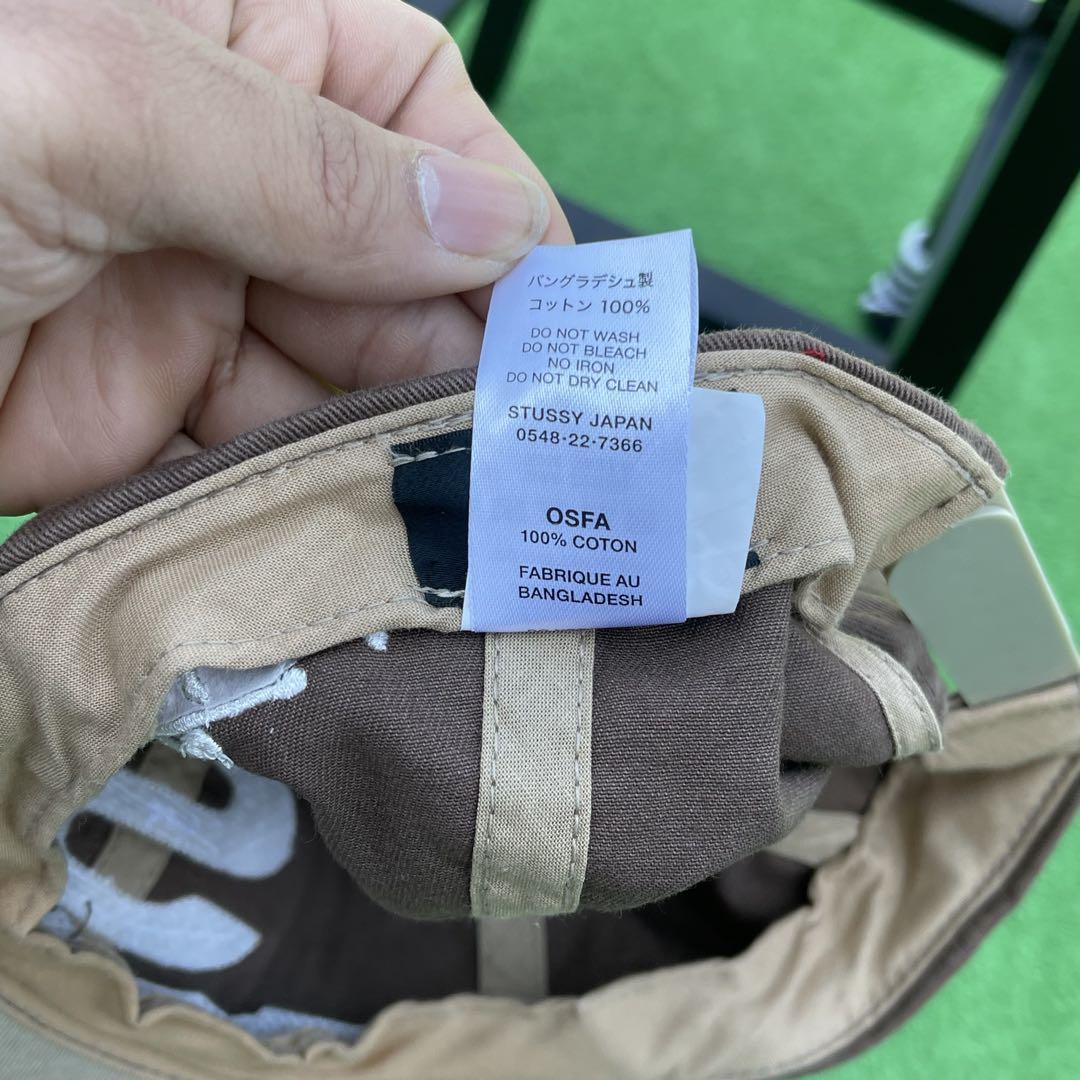 バングラデシュ製
コットン 100%
DO NOT WASH
DO NOT BLEACH
NO IRON
DO NOT DRY CLEAN
STUSSY JAPAN
0548·22·7366
OSFA
100% COTON
FABRIQUE AU
BANGLADESH